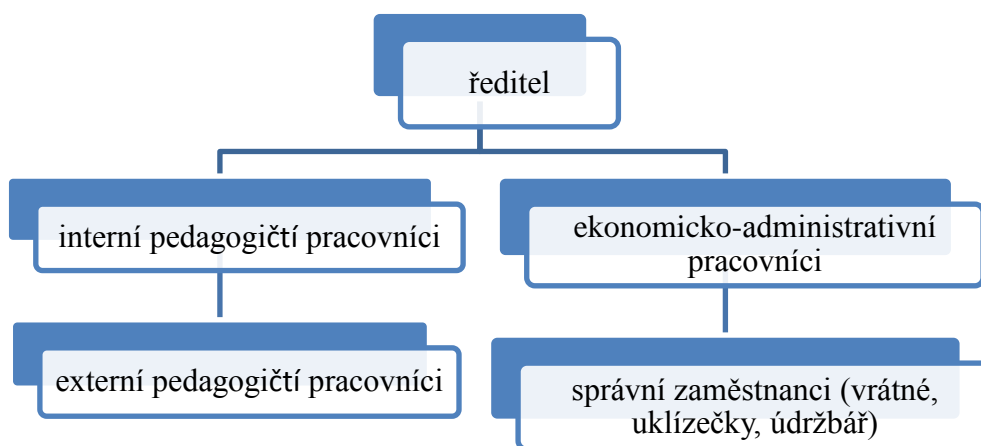 ředitel
interní pedagogičtí pracovníci
ekonomicko-administrativní
pracovníci
externí pedagogičtí pracovníci
správní zaměstnanci (vrátné,
uklízečky, údržbář)